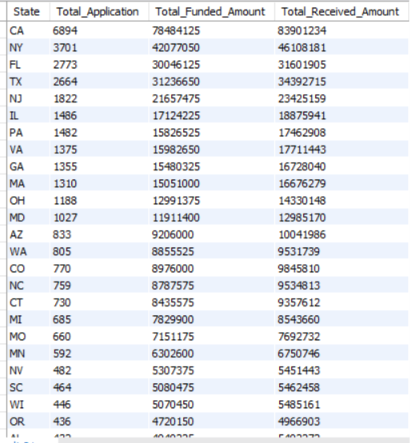 State Total_Application Total_Funded_Amount Total_Received_Amount
CA 6894 78484125 83901234
NY 3701 42077050 46108181
FL 2773 30046125 31601905
TX 2664 31236650 34392715
NJ 1822 21657475 23425159
IL 1486 17124225 18875941
PA 1482 15826525 17462908
VA 1375 15982650 17711443
GA 1355 15480325 16728040
MA 1310 15051000 16676279
OH 1188 12991375 14330148
MD 1027 11911400 12985170
AZ 833 9206000 10041986
WA 805 8855525 9531739
CO 770 8976000 9845810
NC 759 8787575 9534813
CT 730 8435575 9357612
MI 685 7829900 8543660
MO 660 7151175 7692732
MN 592 6302600 6750746
NV 482 5307375 5451443
SC 464 5080475 5462458
WI 446 5070450 5485161
OR 436 4720150 4966903